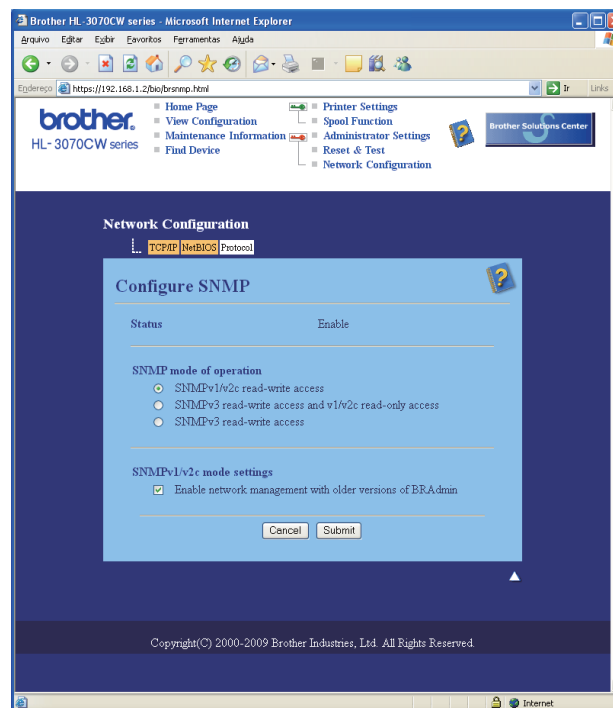 Brother HL-3070CW series - Microsoft Internet Explorer
Arquivo Editar Exibir Favoritos Ferramentas Ajuda
Endereço https://192.168.1.2/bio/brsnmp.html Ir Links
brother.
HL-3070CW series
Home Page
View Configuration
Maintenance Information
Find Device
Printer Settings
Spool Function
Administrator Settings
Reset & Test
Network Configuration
?
Brother Solutions Center
Network Configuration
TCP/IP NetBIOS Protocol
Configure SNMP
?
Status Enable
SNMP mode of operation
SNMPv1/v2c read-write access
SNMPv3 read-write access and v1/v2c read-only access
SNMPv3 read-write access
SNMPv1/v2c mode settings
Enable network management with older versions of BRAdmin
Cancel Submit
Copyright(C) 2000-2009 Brother Industries, Ltd. All Rights Reserved.
Internet